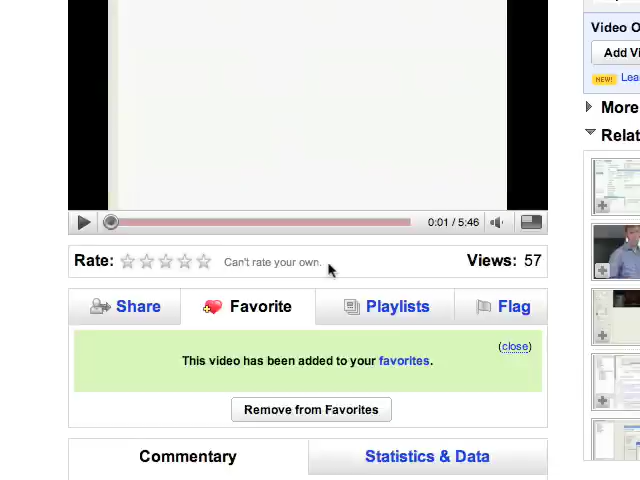 Video O
Add Vi
NEW! Lea
More
Relat
0:01 / 5:46
Rate: Can't rate your own. Views: 57
Share Favorite Playlists Flag
(close)
This video has been added to your favorites.
Remove from Favorites
Commentary Statistics & Data